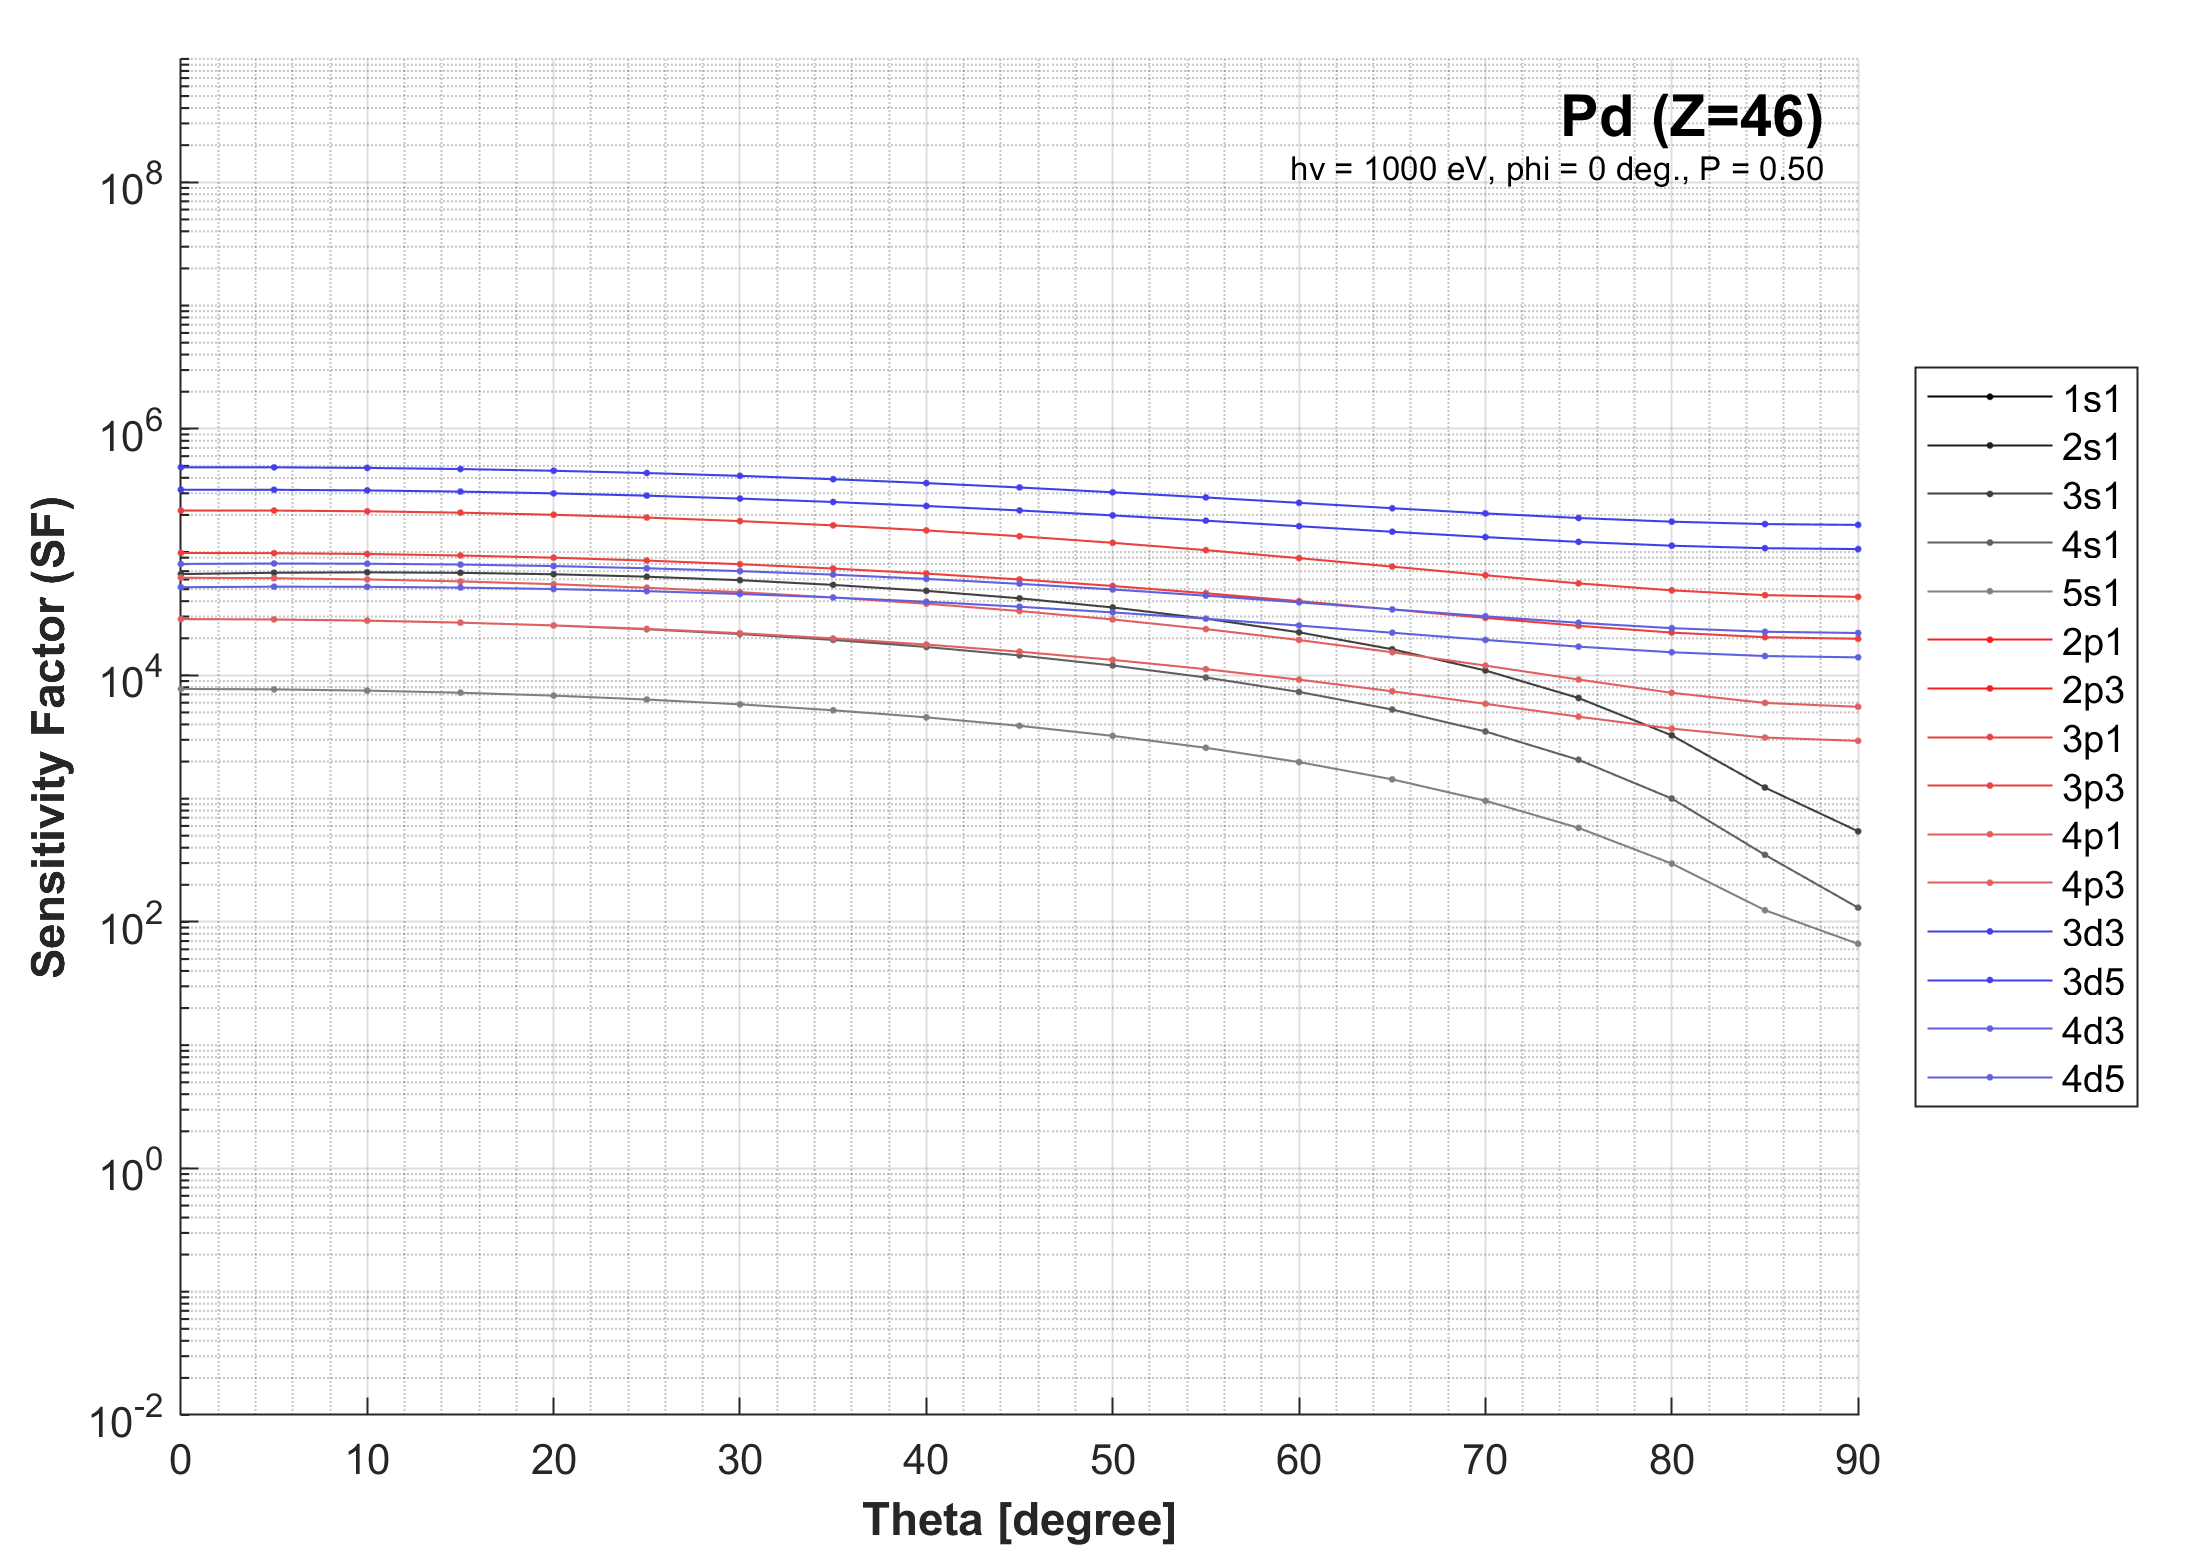 Pd (Z=46)
hv = 1000 eV, phi = 0 deg., P = 0.50
10^8
10^6
10^4
10^2
10^0
10^-2
Sensitivity Factor (SF)
0 10 20 30 40 50 60 70 80 90
Theta [degree]
1s1
2s1
3s1
4s1
5s1
2p1
2p3
3p1
3p3
4p1
4p3
3d3
3d5
4d3
4d5